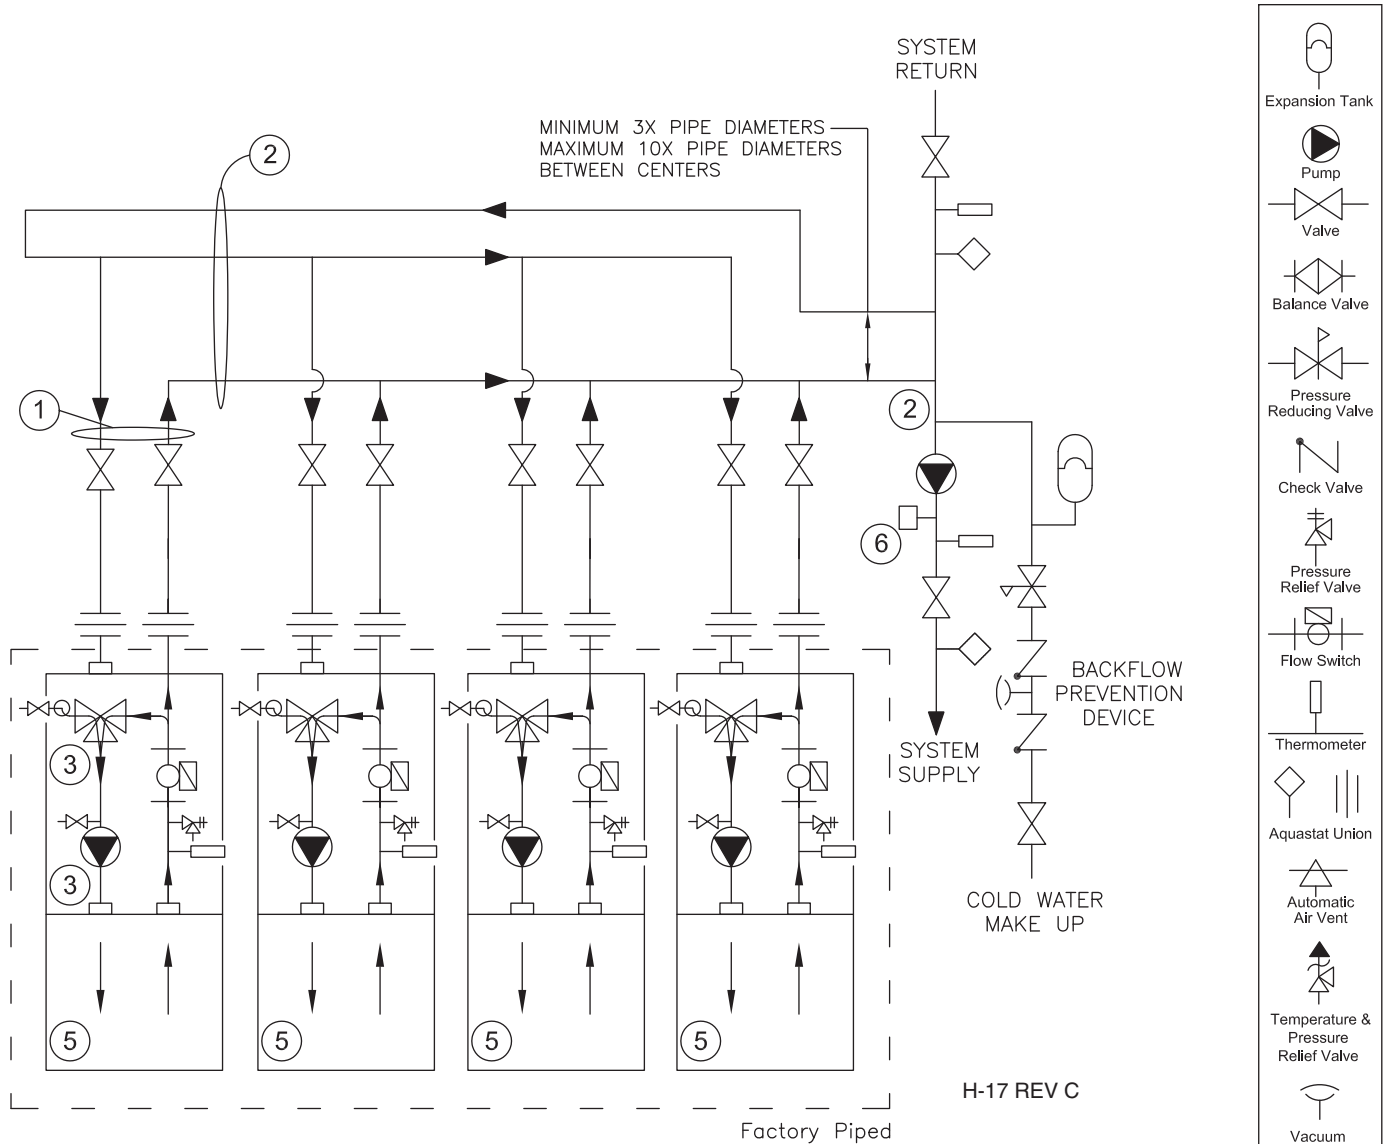 SYSTEM
RETURN
MINIMUM 3X PIPE DIAMETERS
MAXIMUM 10X PIPE DIAMETERS
BETWEEN CENTERS
2
1
2
6
BACKFLOW
PREVENTION
DEVICE
SYSTEM
SUPPLY
3
3
COLD WATER
MAKE UP
5
5
5
5
H-17 REV C
Factory Piped
Expansion Tank
Pump
Valve
Balance Valve
Pressure
Reducing Valve
Check Valve
Pressure
Relief Valve
Flow Switch
Thermometer
Aquastat Union
Automatic
Air Vent
Temperature &
Pressure
Relief Valve
Vacuum